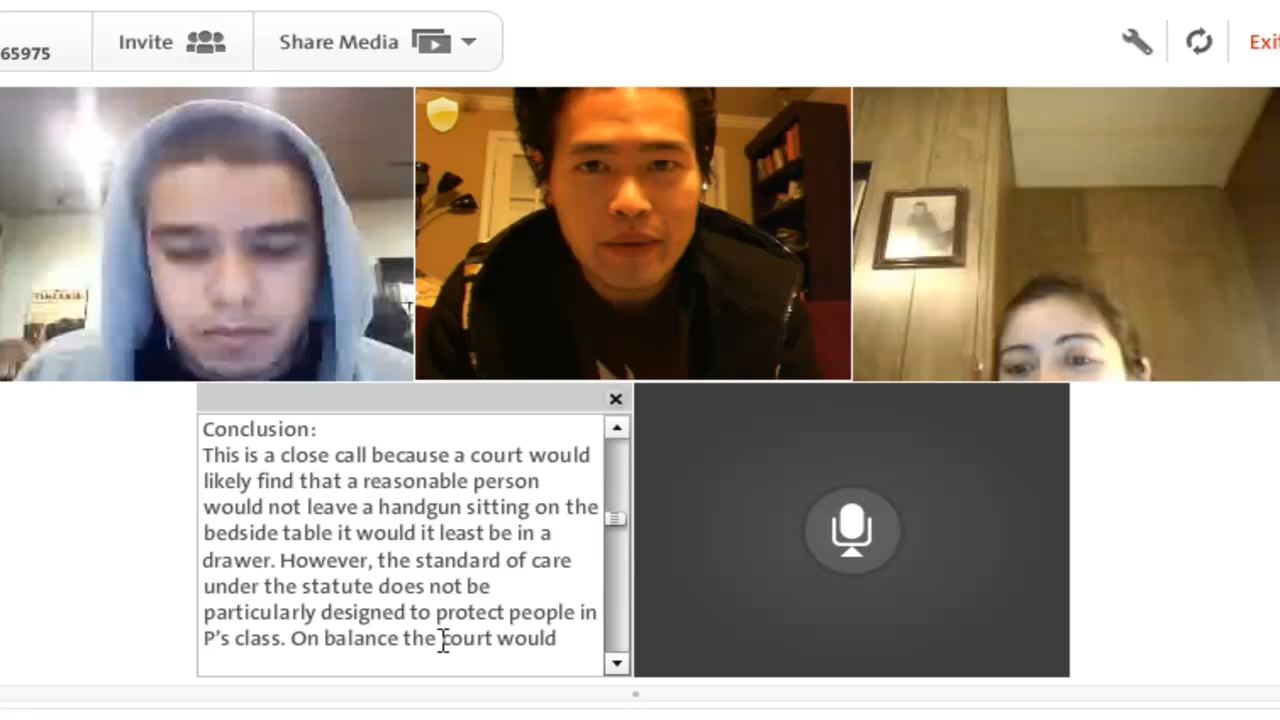 65975
Invite
Share Media
Exi
TANZANIA
Conclusion:
This is a close call because a court would
likely find that a reasonable person
would not leave a handgun sitting on the
bedside table it would it least be in a
drawer. However, the standard of care
under the statute does not be
particularly designed to protect people in
P's class. On balance the court would